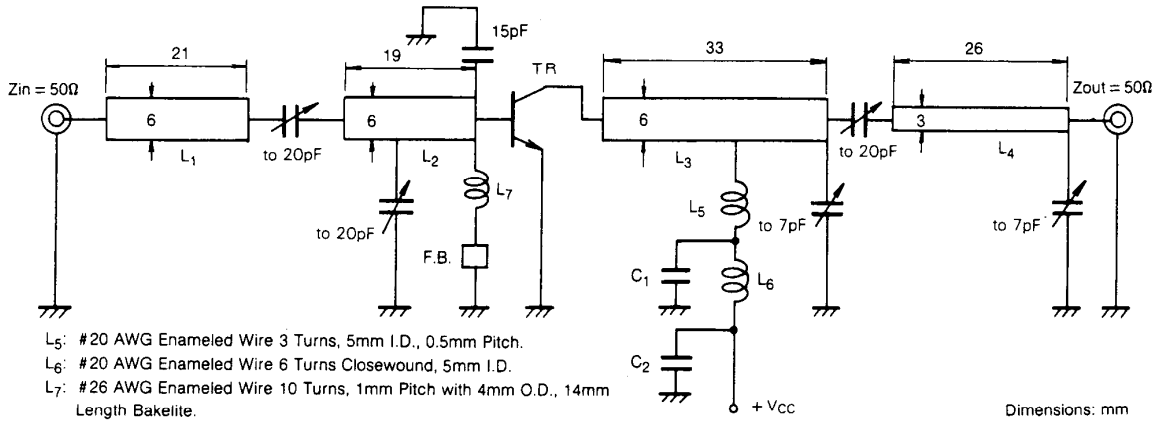 15pF
21
19
33
26
TR
Zin = 50Ω
Zout = 50Ω
6
6
6
3
L1
to 20pF
L2
L3
to 20pF
L4
L7
to 20pF
L5
to 7pF
to 7pF
F.B.
C1
L6
L5: #20 AWG Enameled Wire 3 Turns, 5mm I.D., 0.5mm Pitch.
L6: #20 AWG Enameled Wire 6 Turns Closewound, 5mm I.D.
L7: #26 AWG Enameled Wire 10 Turns, 1mm Pitch with 4mm O.D., 14mm
Length Bakelite.
C2
+ VCC
Dimensions: mm